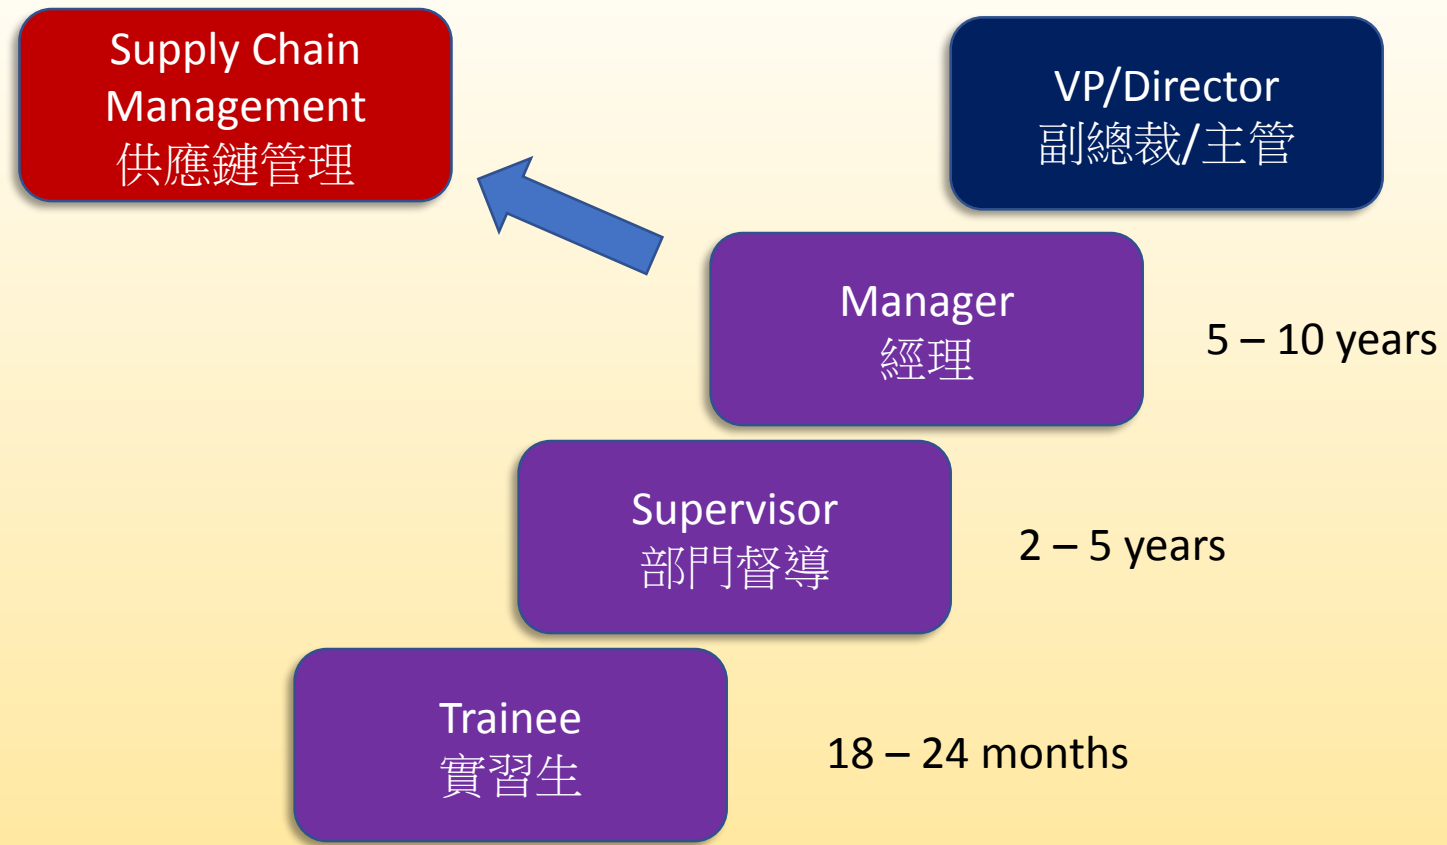 Supply Chain
Management
供應鏈管理
VP/Director
副總裁/主管
Manager
經理
5 – 10 years
Supervisor
部門督導
2 – 5 years
Trainee
實習生
18 – 24 months